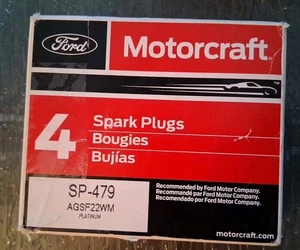 Ford
Motorcraft
4
Spark Plugs
Bougies
Bujías
SP-479
AGSF22WM
PLATINUM
Recommended by Ford Motor Company.
Recommandé par Ford Motor Company.
Recomendado por Ford Motor Company.
motorcraft.com